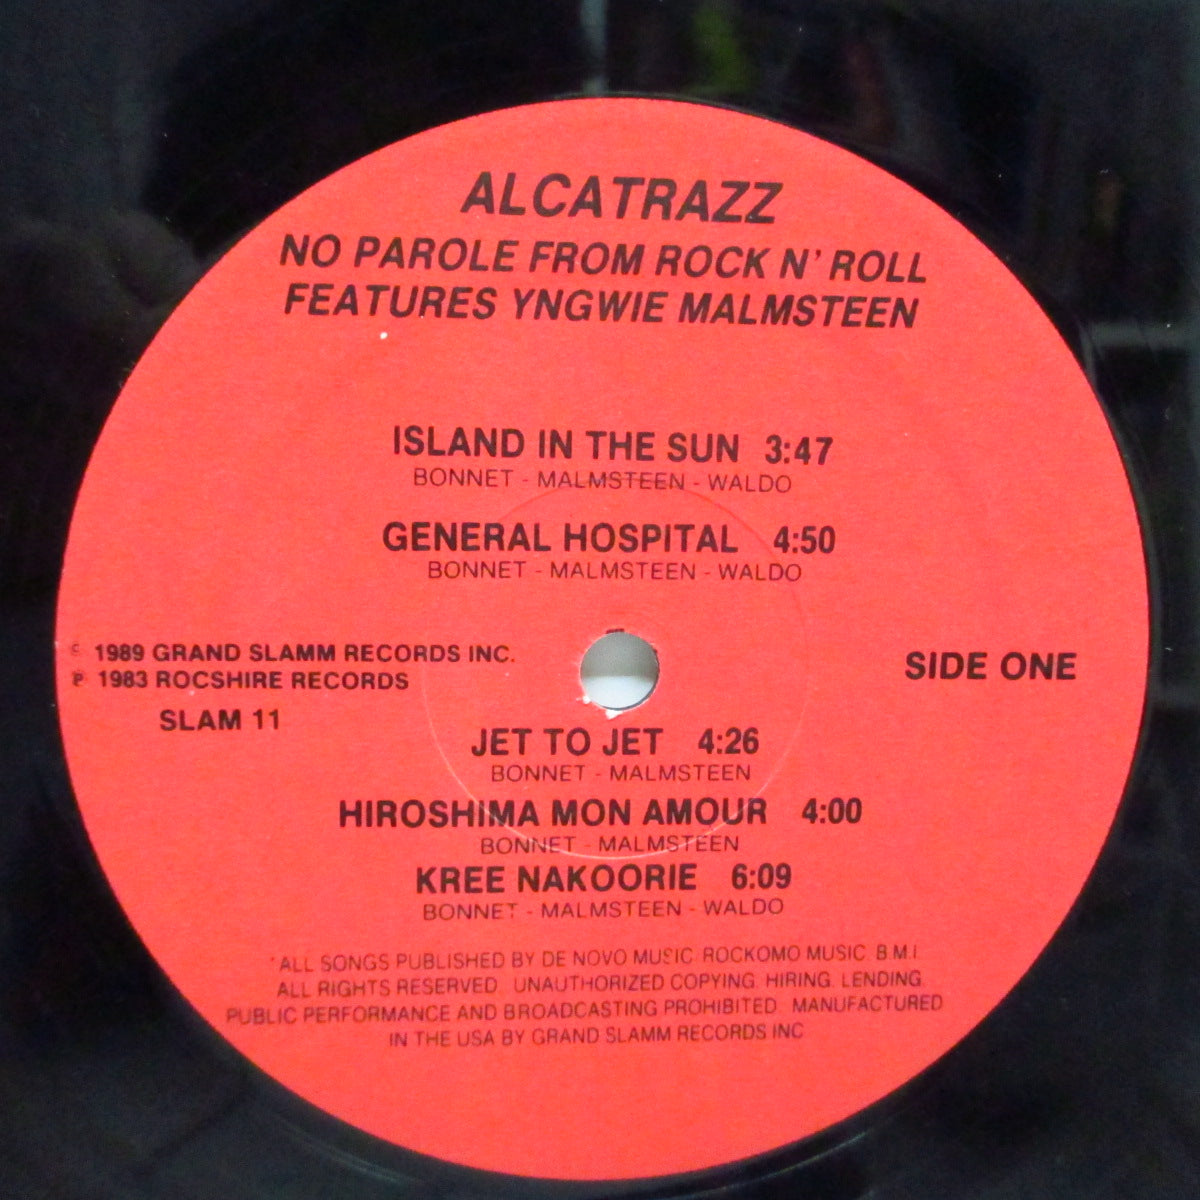 ALCATRAZZ
NO PAROLE FROM ROCK N' ROLL
FEATURES YNGWIE MALMSTEEN
ISLAND IN THE SUN 3:47
BONNET - MALMSTEEN - WALDO
GENERAL HOSPITAL 4:50
BONNET - MALMSTEEN - WALDO
© 1989 GRAND SLAMM RECORDS INC.
℗ 1983 ROCSHIRE RECORDS
SLAM 11
SIDE ONE
JET TO JET 4:26
BONNET - MALMSTEEN
HIROSHIMA MON AMOUR 4:00
BONNET - MALMSTEEN
KREE NAKOORIE 6:09
BONNET - MALMSTEEN - WALDO
*ALL SONGS PUBLISHED BY DE NOVO MUSIC/ROCKOMO MUSIC. B.M.I.
ALL RIGHTS RESERVED. UNAUTHORIZED COPYING. HIRING. LENDING.
PUBLIC PERFORMANCE AND BROADCASTING PROHIBITED. MANUFACTURED
IN THE USA BY GRAND SLAMM RECORDS INC